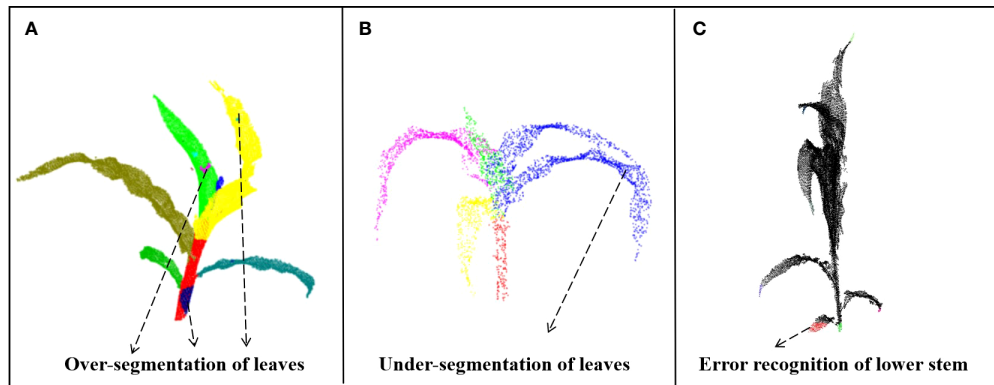 A
B
C
Over-segmentation of leaves
Under-segmentation of leaves
Error recognition of lower stem